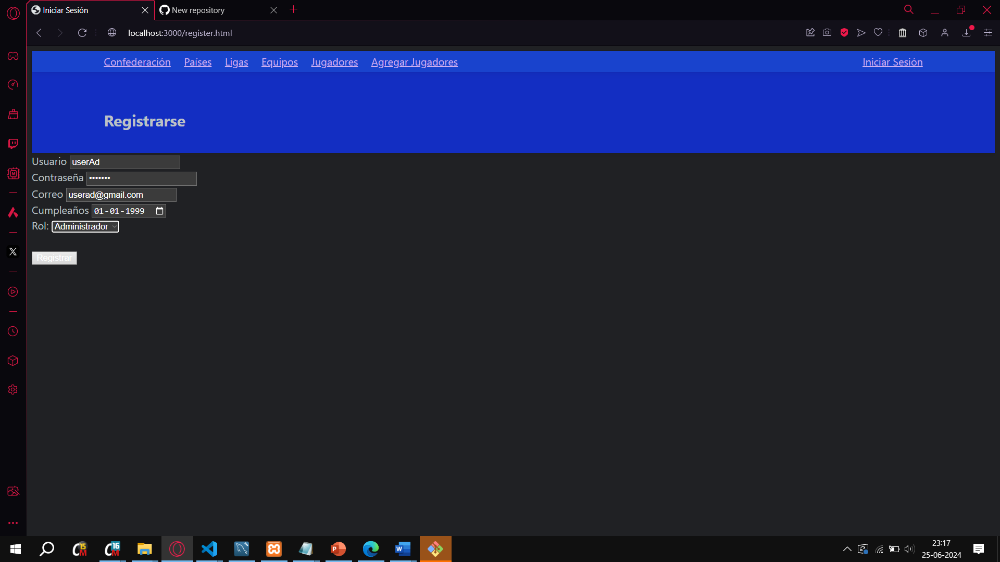 Iniciar Sesión
New repository
localhost:3000/register.html
Confederación Países Ligas Equipos Jugadores Agregar Jugadores Iniciar Sesión
Registrarse
Usuario userAd
Contraseña •••••••
Correo userad@gmail.com
Cumpleaños 01-01-1999
Rol: Administrador
Registrar
23:17
25-06-2024